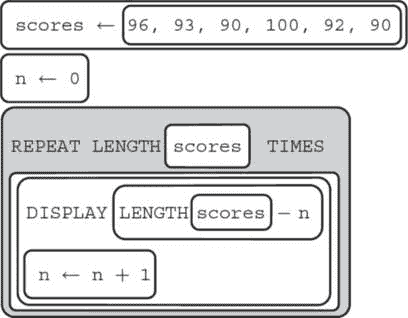 scores ← 96, 93, 90, 100, 92, 90
n ← 0
REPEAT LENGTH scores TIMES
DISPLAY LENGTH scores – n
n ← n + 1